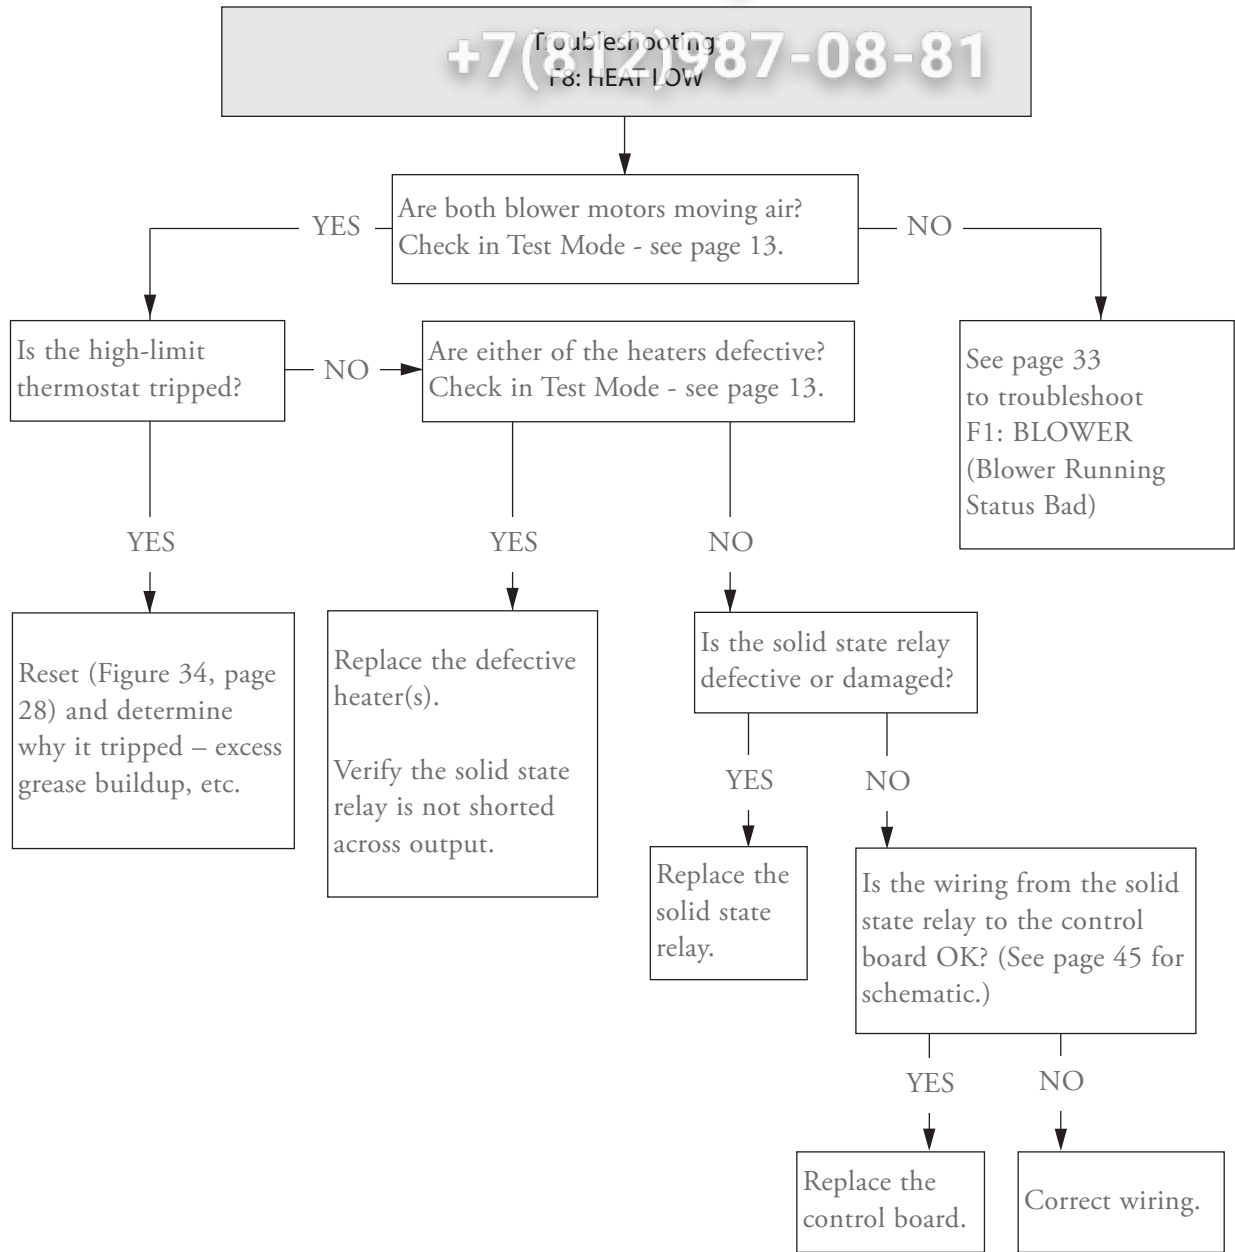 Troubleshooting:
F8: HEAT LOW
+7(812)987-08-81
Are both blower motors moving air?
Check in Test Mode - see page 13.
YES
NO
Is the high-limit
thermostat tripped?
NO
Are either of the heaters defective?
Check in Test Mode - see page 13.
See page 33
to troubleshoot
F1: BLOWER
(Blower Running
Status Bad)
YES
YES
NO
Reset (Figure 34, page
28) and determine
why it tripped – excess
grease buildup, etc.
Replace the defective
heater(s).
Verify the solid state
relay is not shorted
across output.
Is the solid state relay
defective or damaged?
YES
NO
Replace the
solid state
relay.
Is the wiring from the solid
state relay to the control
board OK? (See page 45 for
schematic.)
YES
NO
Replace the
control board.
Correct wiring.